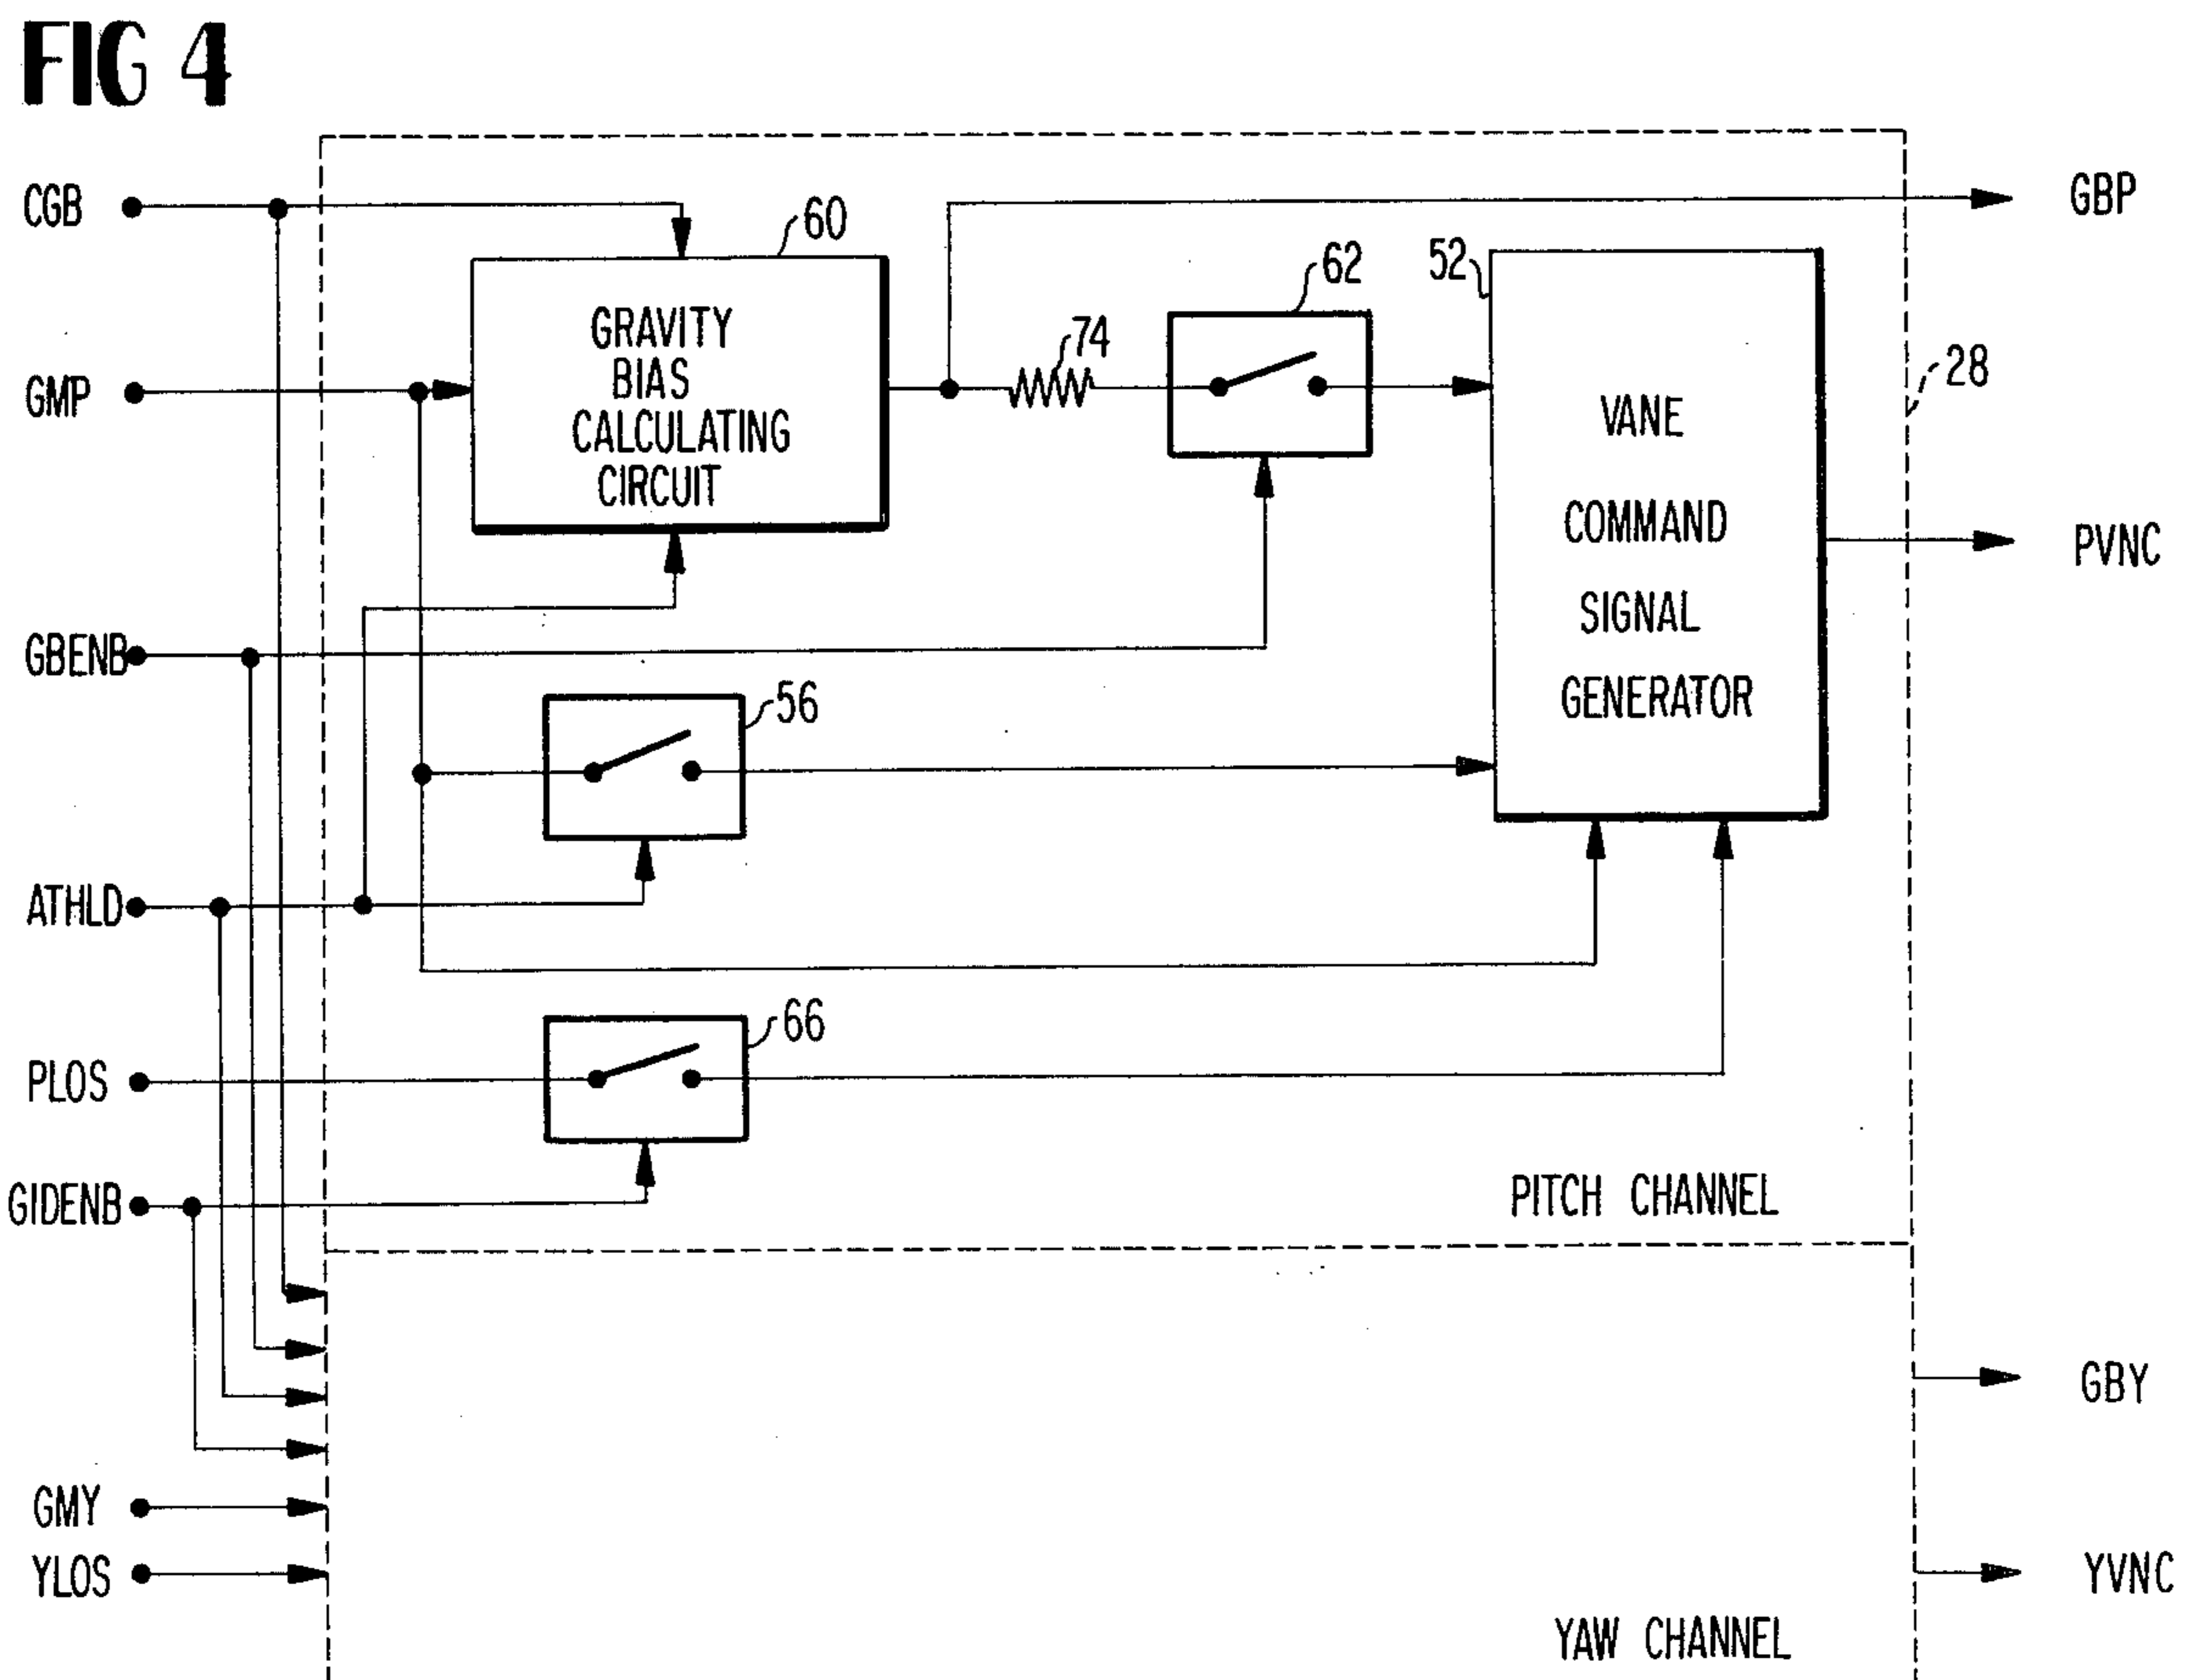 FIG 4
CGB
GBP
60
62
52
GRAVITY
BIAS
CALCULATING
CIRCUIT
74
28
GMP
VANE
COMMAND
SIGNAL
GENERATOR
PVNC
GBENB
56
ATHLD
66
PLOS
GIDENB
PITCH CHANNEL
GBY
GMY
YLOS
YVNC
YAW CHANNEL